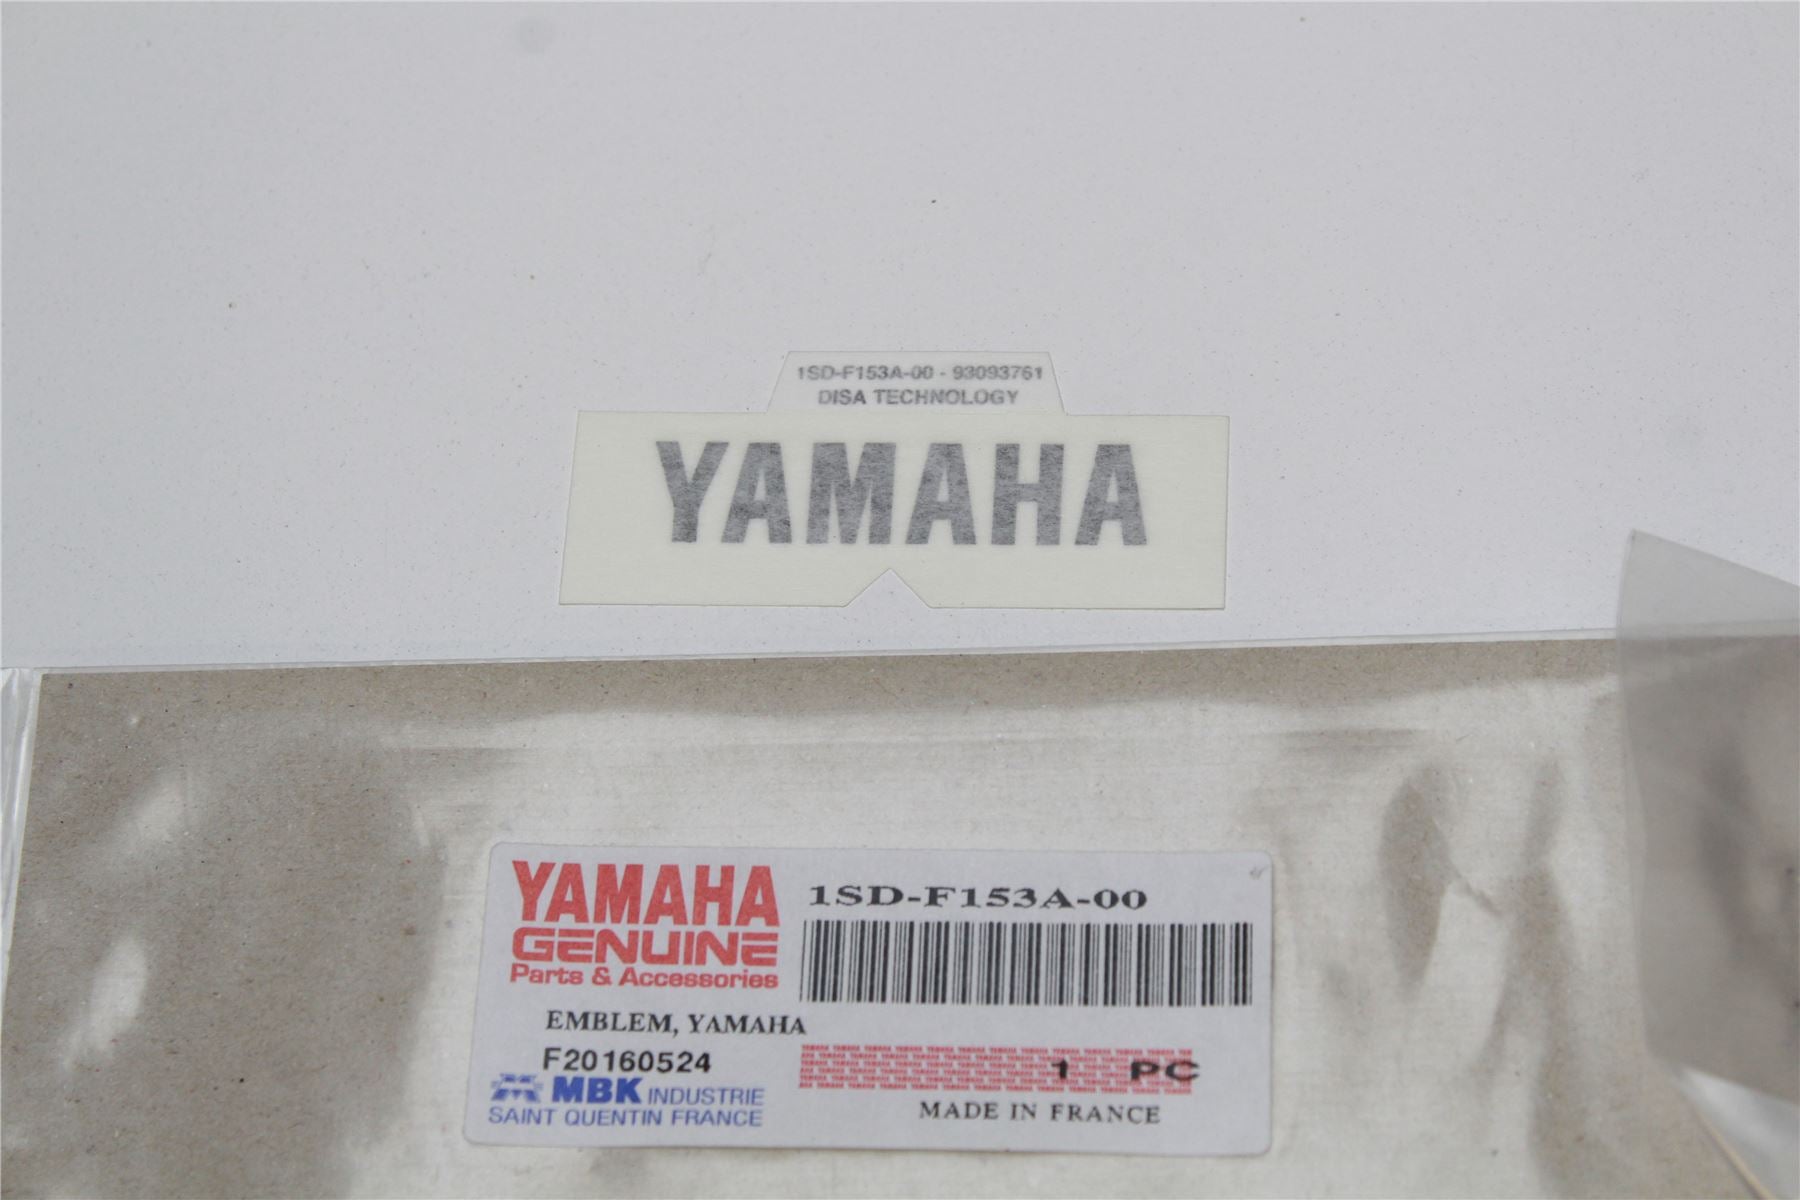 1SD-F153A-00 - 93093761
DISA TECHNOLOGY
YAMAHA
YAMAHA
GENUINE
Parts & Accessories
1SD-F153A-00
EMBLEM, YAMAHA
F20160524
1 PC
MBK INDUSTRIE
SAINT QUENTIN FRANCE
MADE IN FRANCE